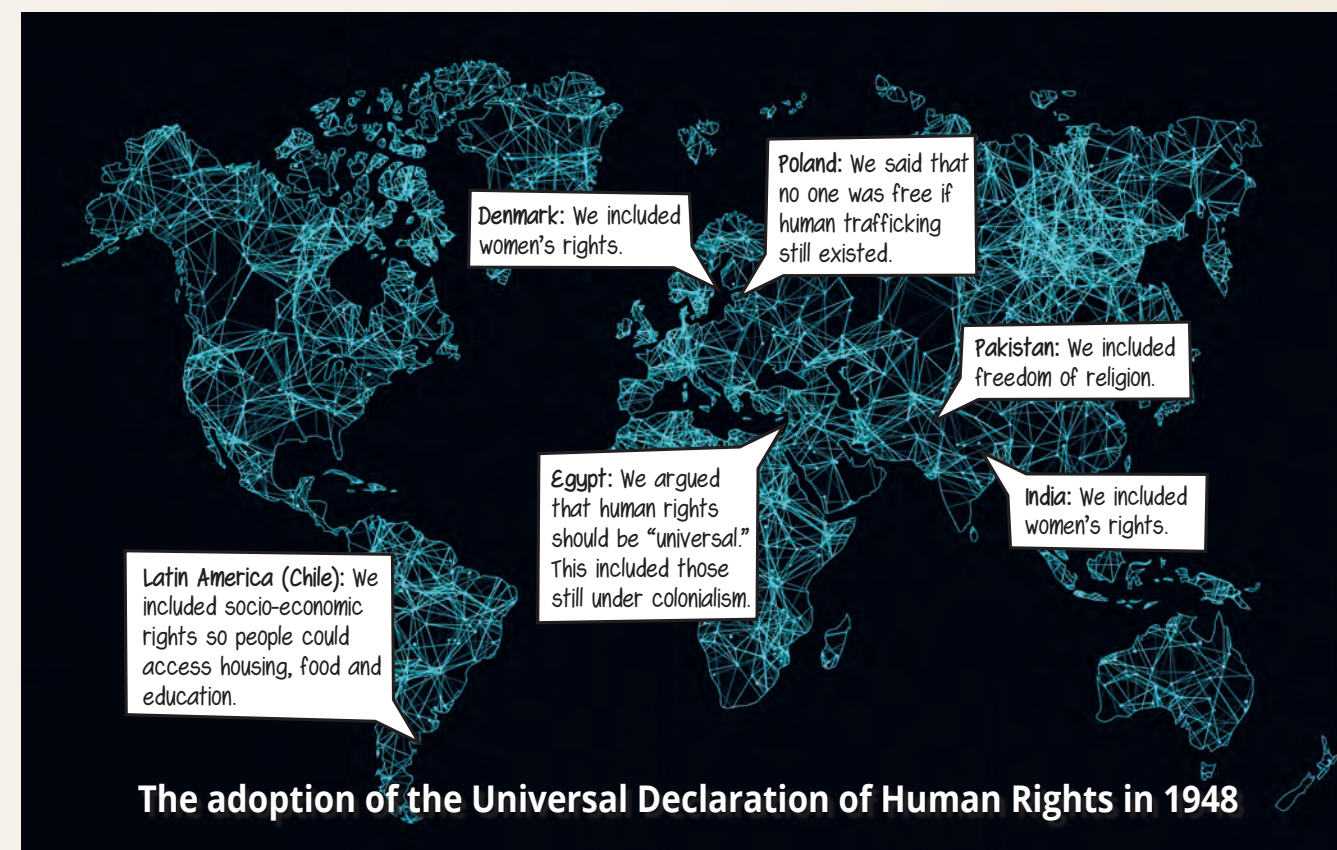 Denmark: We included
women's rights.
Poland: We said that
no one was free if
human trafficking
still existed.
Pakistan: We included
freedom of religion.
Egypt: We argued
that human rights
should be “universal.”
This included those
still under colonialism.
India: We included
women's rights.
Latin America (Chile): We
included socio-economic
rights so people could
access housing, food and
education.
The adoption of the Universal Declaration of Human Rights in 1948